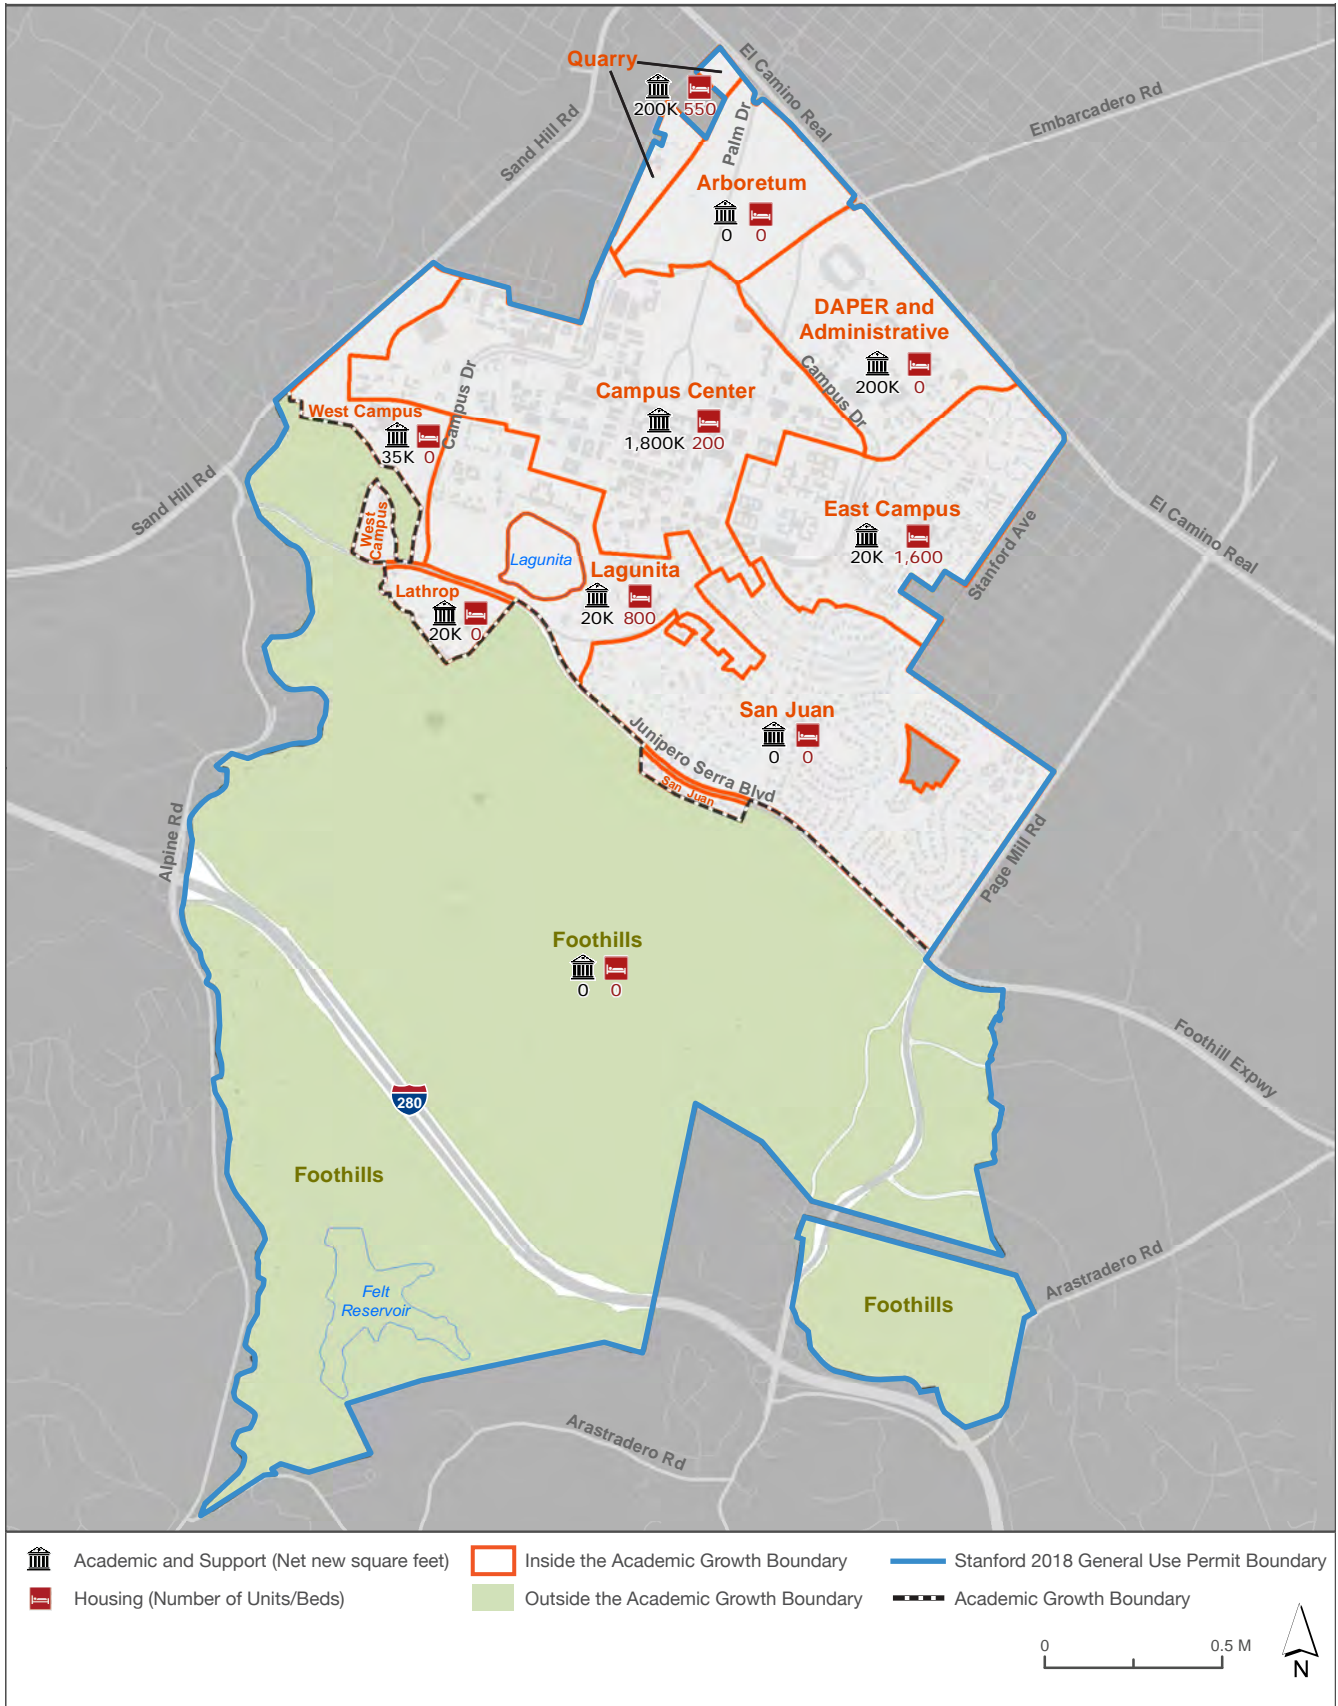 Quarry
200K 550
El Camino Real
Embarcadero Rd
Sand Hill Rd
Palm Dr
Arboretum
0 0
DAPER and
Administrative
200K 0
Campus Dr
Campus Dr
Campus Center
1,800K 200
West Campus
35K 0
Sand Hill Rd
West
Campus
East Campus
20K 1,600
El Camino Real
Stanford Ave
Lagunita
Lagunita
20K 800
Lathrop
20K 0
San Juan
0 0
Junipero Serra Blvd
San Juan
Alpine Rd
Page Mill Rd
Foothills
0 0
Foothill Expwy
280
Foothills
Felt
Reservoir
Foothills
Arastradero Rd
Arastradero Rd
Academic and Support (Net new square feet)
Housing (Number of Units/Beds)
Inside the Academic Growth Boundary
Outside the Academic Growth Boundary
Stanford 2018 General Use Permit Boundary
Academic Growth Boundary
0 0.5 M
N